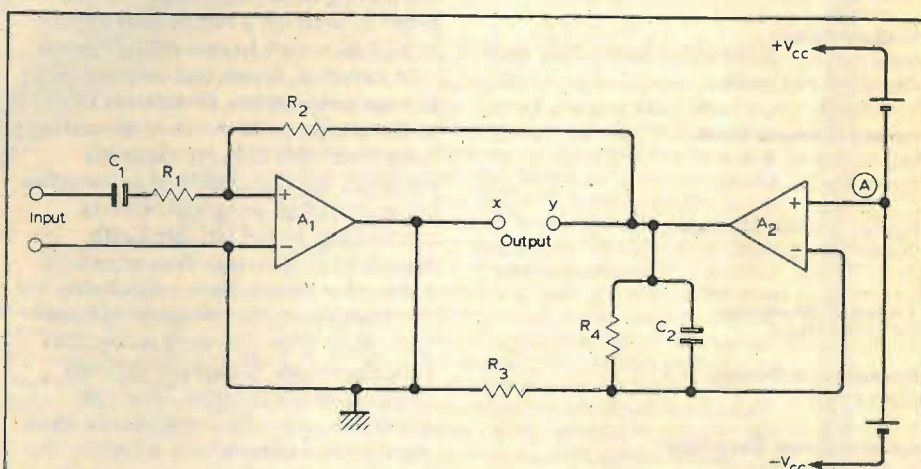 +Vcc
R2
C1
R1
+
A1
−
Input
x
y
Output
A
+
A2
−
R4
C2
R3
−Vcc